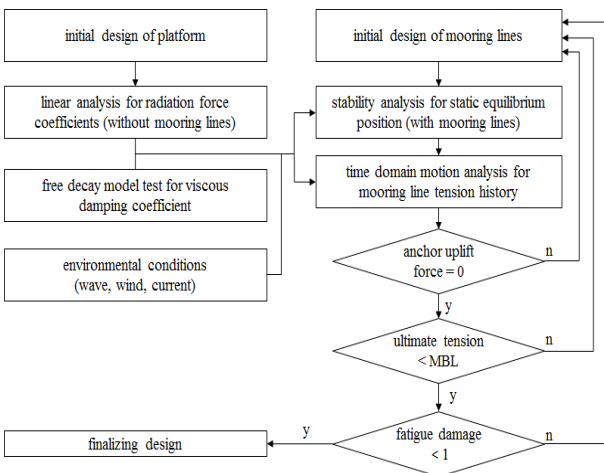 initial design of platform
initial design of mooring lines
linear analysis for radiation force
coefficients (without mooring lines)
stability analysis for static equilibrium
position (with mooring lines)
free decay model test for viscous
damping coefficient
time domain motion analysis for
mooring line tension history
environmental conditions
(wave, wind, current)
anchor uplift
force = 0
n
y
ultimate tension
< MBL
n
y
fatigue damage
< 1
n
y
finalizing design